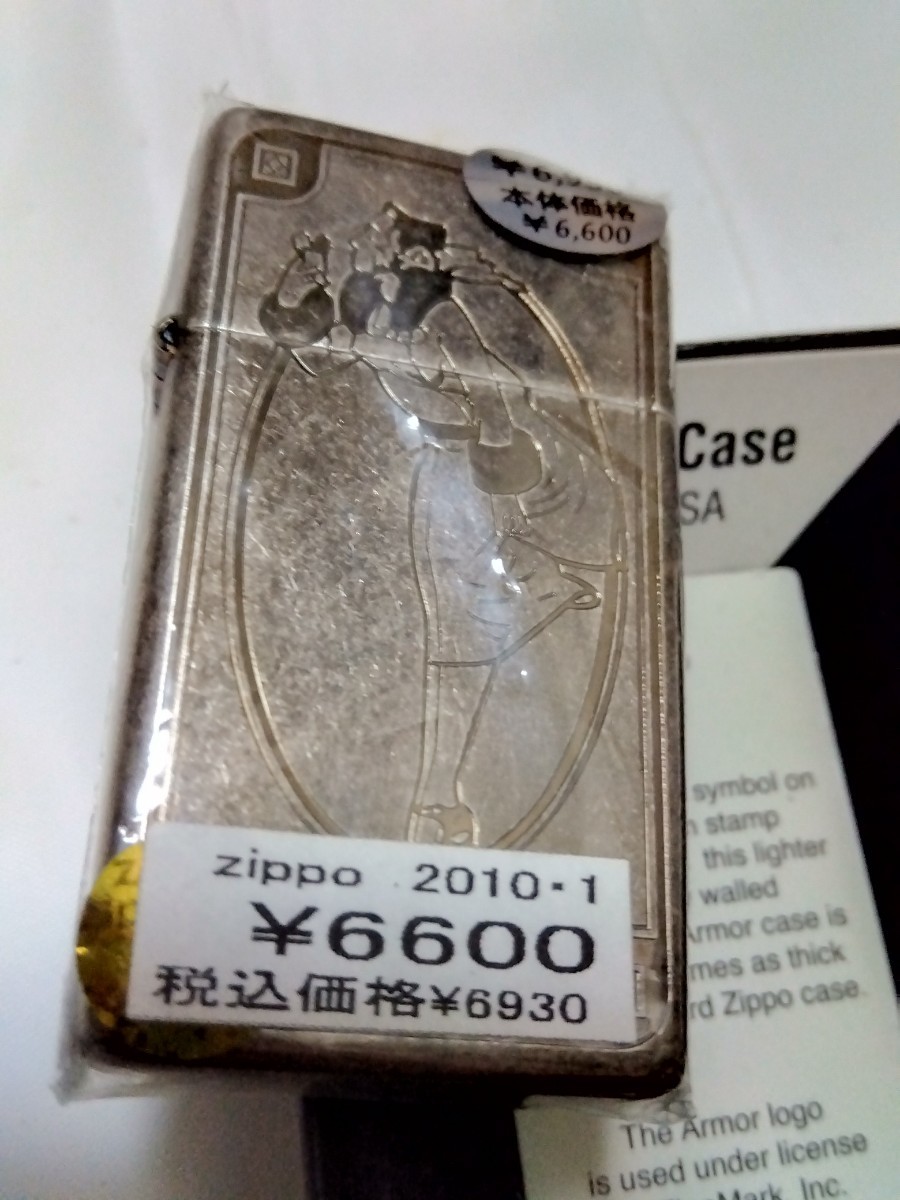 本体価格
¥6,600
Case
SA
symbol on
stamp
this lighter
walled
Armor case is
mes as thick
rd Zippo case.
zippo 2010・1
¥6600
税込価格¥6930
The Armor logo
is used under license
Mark, Inc.